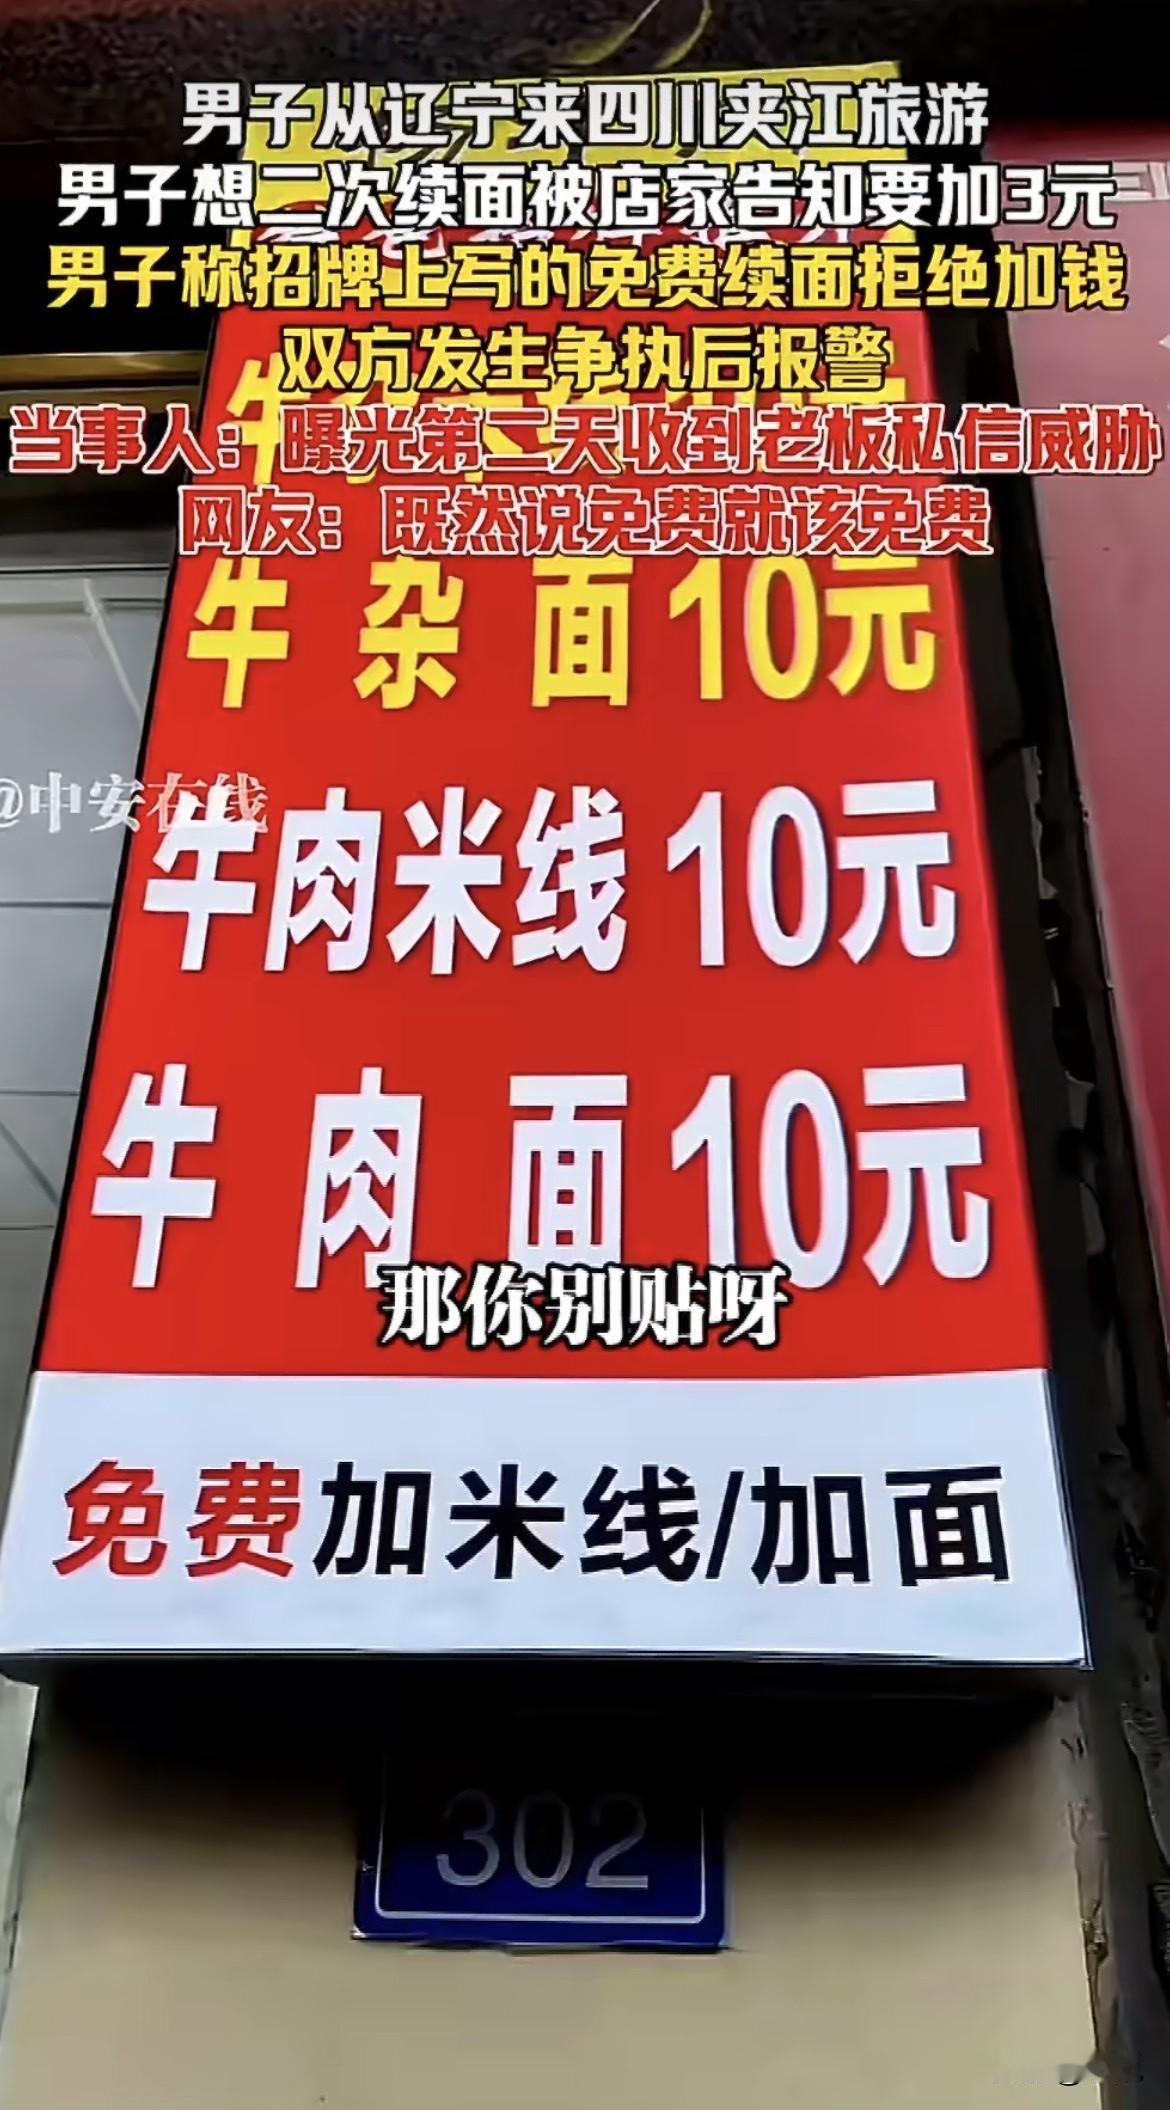 男子从辽宁来四川夹江旅游
男子想二次续面被店家告知要加3元
男子称招牌上写的免费续面拒绝加钱
双方发生争执后报警
当事人：曝光第二天收到老板私信威胁
网友：既然说免费就该免费
牛杂面10元
@中安在线
牛肉米线10元
牛肉面10元
那你别贴呀
免费加米线/加面
302